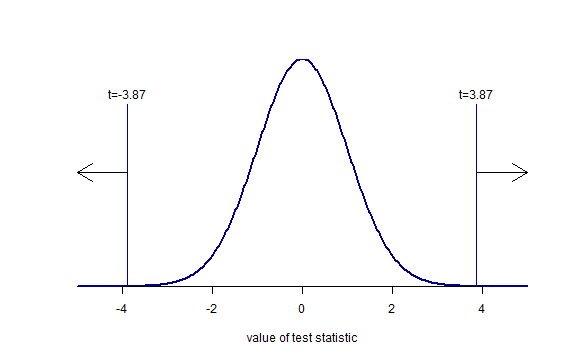 t=-3.87
t=3.87
-4
-2
0
2
4
value of test statistic